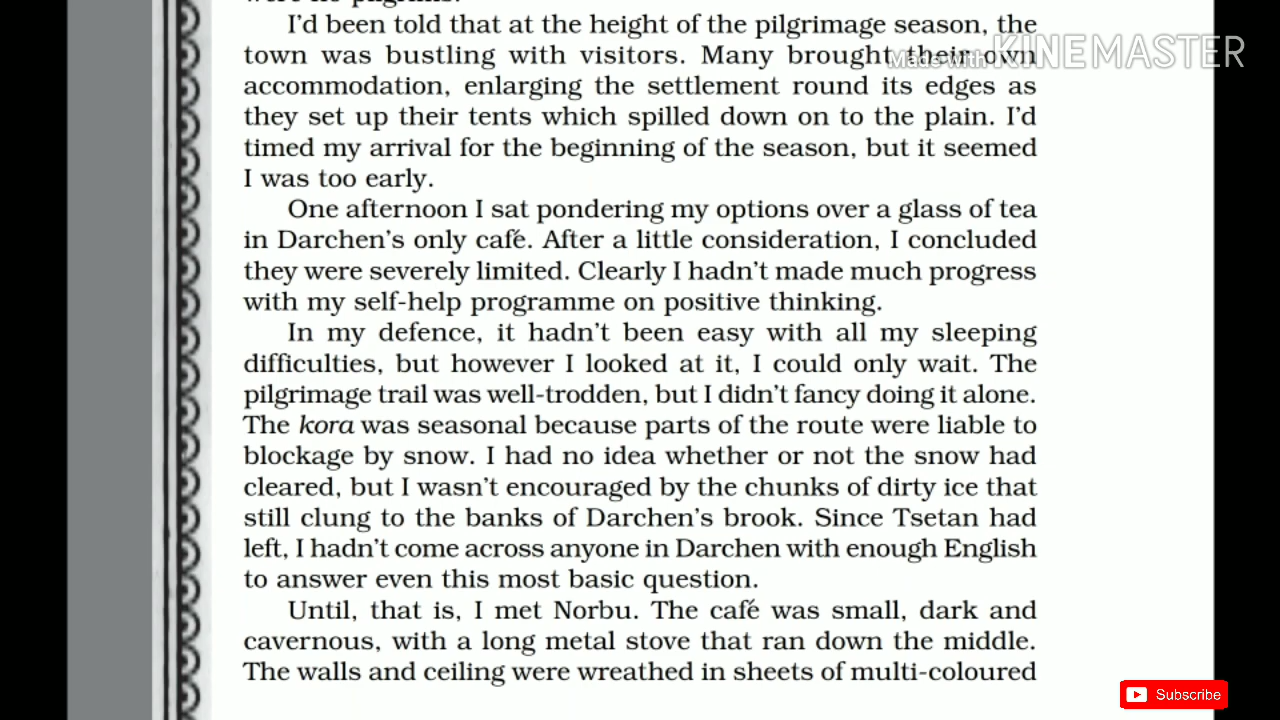 I'd been told that at the height of the pilgrimage season, the
town was bustling with visitors. Many brought their own
Made with KINEMASTER
accommodation, enlarging the settlement round its edges as
they set up their tents which spilled down on to the plain. I'd
timed my arrival for the beginning of the season, but it seemed
I was too early.
One afternoon I sat pondering my options over a glass of tea
in Darchen's only café. After a little consideration, I concluded
they were severely limited. Clearly I hadn't made much progress
with my self-help programme on positive thinking.
In my defence, it hadn't been easy with all my sleeping
difficulties, but however I looked at it, I could only wait. The
pilgrimage trail was well-trodden, but I didn't fancy doing it alone.
The kora was seasonal because parts of the route were liable to
blockage by snow. I had no idea whether or not the snow had
cleared, but I wasn't encouraged by the chunks of dirty ice that
still clung to the banks of Darchen's brook. Since Tsetan had
left, I hadn't come across anyone in Darchen with enough English
to answer even this most basic question.
Until, that is, I met Norbu. The café was small, dark and
cavernous, with a long metal stove that ran down the middle.
The walls and ceiling were wreathed in sheets of multi-coloured
Subscribe